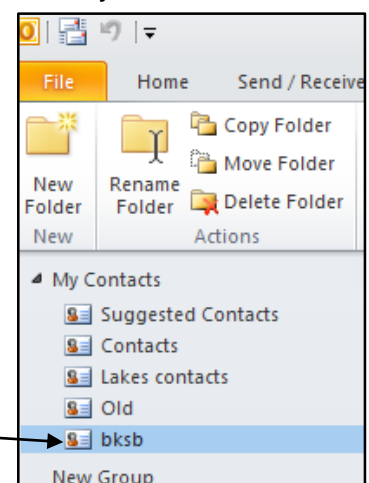 File Home Send / Receive
New Folder
Rename Folder
Copy Folder
Move Folder
Delete Folder
New Actions
My Contacts
Suggested Contacts
Contacts
Lakes contacts
Old
bksb
New Group